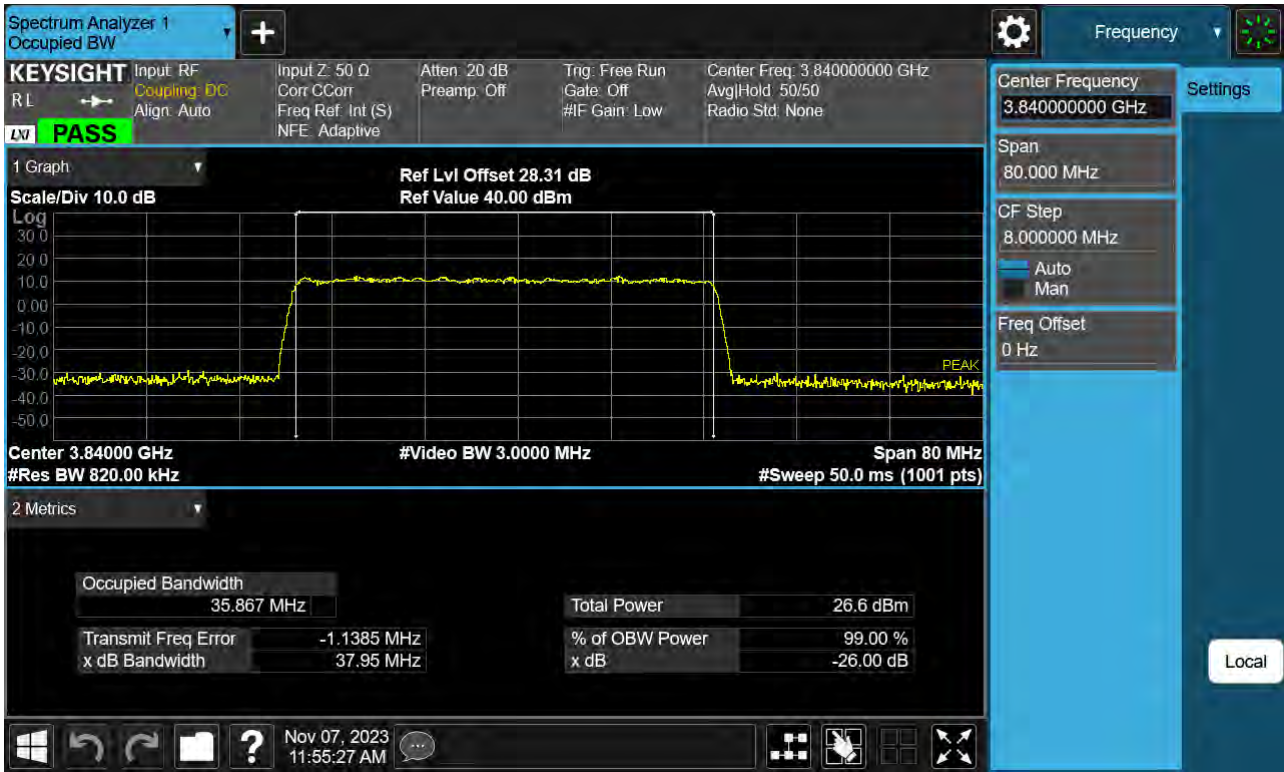 Spectrum Analyzer 1
Occupied BW
Frequency
KEYSIGHT
RL
LXI
PASS
Input: RF
Coupling: DC
Align: Auto
Input Z: 50 Ω
Corr CCorr
Freq Ref: Int (S)
NFE: Adaptive
Atten: 20 dB
Preamp: Off
Trig: Free Run
Gate: Off
#IF Gain: Low
Center Freq: 3.840000000 GHz
Avg|Hold: 50/50
Radio Std: None
Center Frequency
3.840000000 GHz
Settings
Span
80.000 MHz
CF Step
8.000000 MHz
Auto
Man
Freq Offset
0 Hz
Local
1 Graph
Scale/Div 10.0 dB
Ref Lvl Offset 28.31 dB
Ref Value 40.00 dBm
Log
30.0
20.0
10.0
0.00
-10.0
-20.0
-30.0
-40.0
-50.0
PEAK
Center 3.84000 GHz
#Video BW 3.0000 MHz
Span 80 MHz
#Res BW 820.00 kHz
#Sweep 50.0 ms (1001 pts)
2 Metrics
Occupied Bandwidth
35.867 MHz
Total Power 26.6 dBm
Transmit Freq Error -1.1385 MHz
% of OBW Power 99.00 %
x dB Bandwidth 37.95 MHz
x dB -26.00 dB
?
Nov 07, 2023
11:55:27 AM